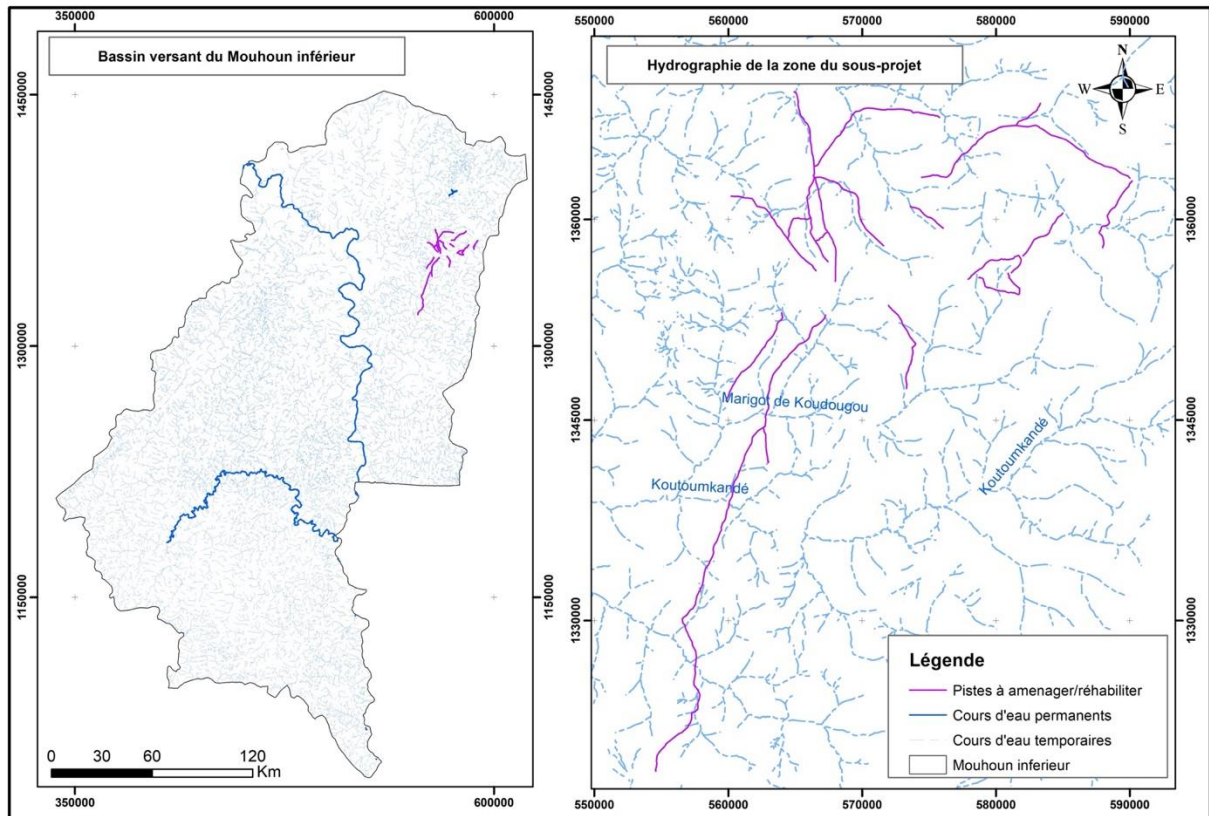 350000
600000
Bassin versant du Mouhoun inférieur
1450000
1450000
1300000
1300000
1150000
1150000
0 30 60 120
Km
350000
600000
550000 560000 570000 580000 590000
Hydrographie de la zone du sous-projet
N
W E
S
1360000
1360000
Marigot de Koudougou
1345000
1345000
Koutoumkandé
Koutoumkandé
1330000
1330000
Légende
Pistes à amenager/réhabiliter
Cours d'eau permanents
Cours d'eau temporaires
Mouhoun inferieur
550000 560000 570000 580000 590000